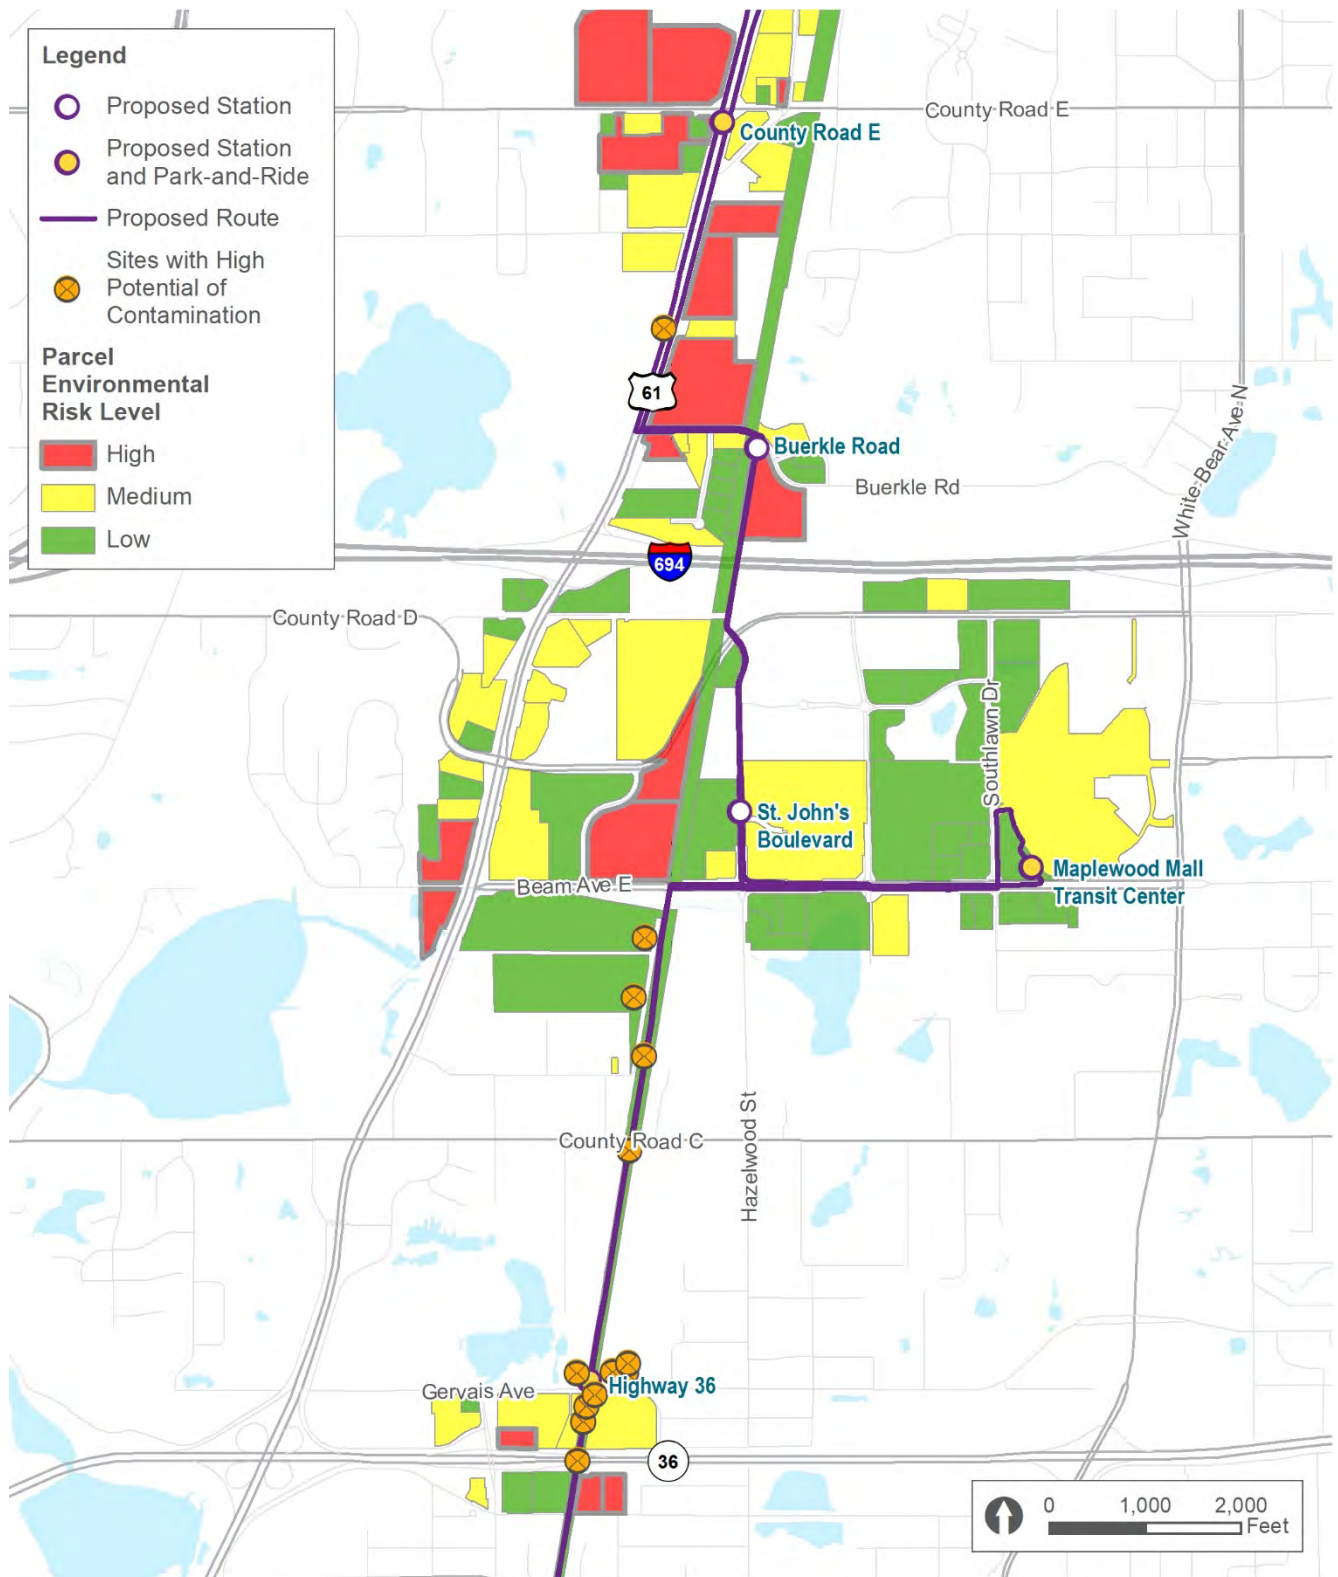 Legend
Proposed Station
Proposed Station
and Park-and-Ride
Proposed Route
Sites with High
Potential of
Contamination
Parcel
Environmental
Risk Level
High
Medium
Low
County Road E
County Road E
61
Buerkle Road
Buerkle Rd
White Bear Ave N
694
County Road D
Southlawn Dr
St. John's
Boulevard
Maplewood Mall
Transit Center
Beam Ave E
County Road C
Hazelwood St
Highway 36
Gervais Ave
36
0 1,000 2,000
Feet